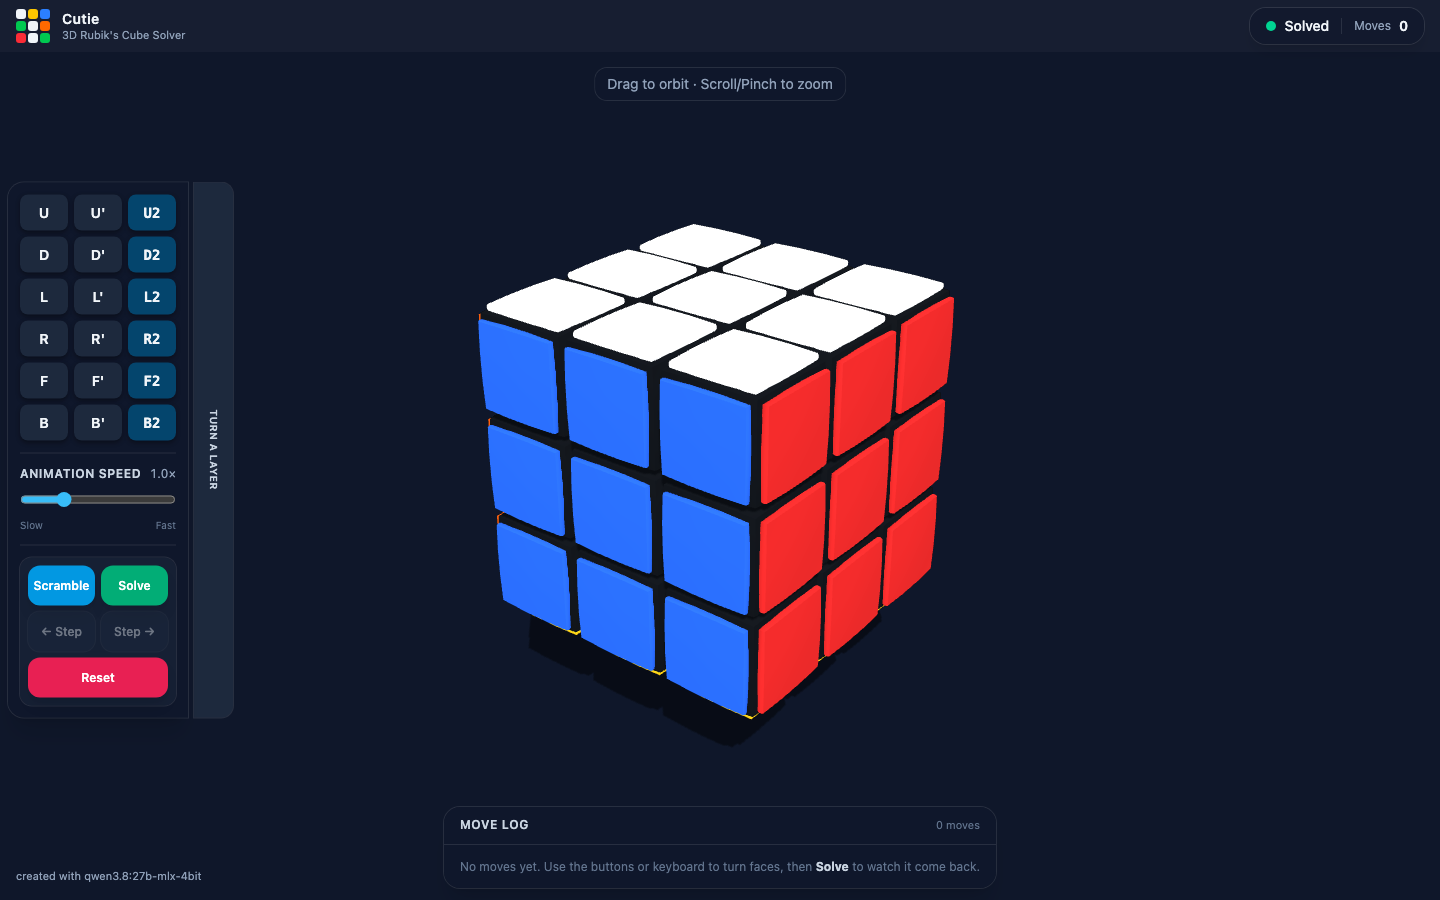 Cutie
3D Rubik's Cube Solver
Solved
Moves 0
Drag to orbit · Scroll/Pinch to zoom
U U' U2
D D' D2
L L' L2
R R' R2
F F' F2
B B' B2
TURN A LAYER
ANIMATION SPEED 1.0×
Slow Fast
Scramble Solve
← Step Step →
Reset
MOVE LOG 0 moves
No moves yet. Use the buttons or keyboard to turn faces, then Solve to watch it come back.
created with qwen3.8:27b-mlx-4bit